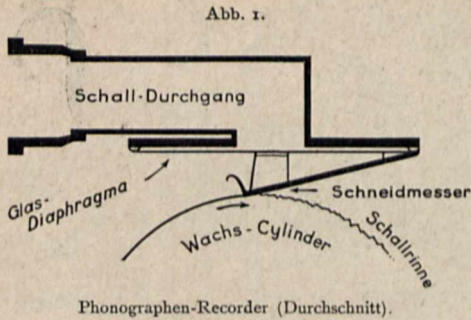 Abb. 1.
Schall-Durchgang
Glas-
Diaphragma
Schneidmesser
Wachs-Cylinder
Schallrinne
Phonographen-Recorder (Durchschnitt).